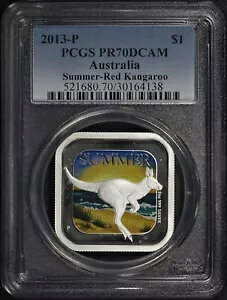 2013-P $1
PCGS PR70DCAM
Australia
Summer-Red Kangaroo
521680.70/30164138
SUMMER